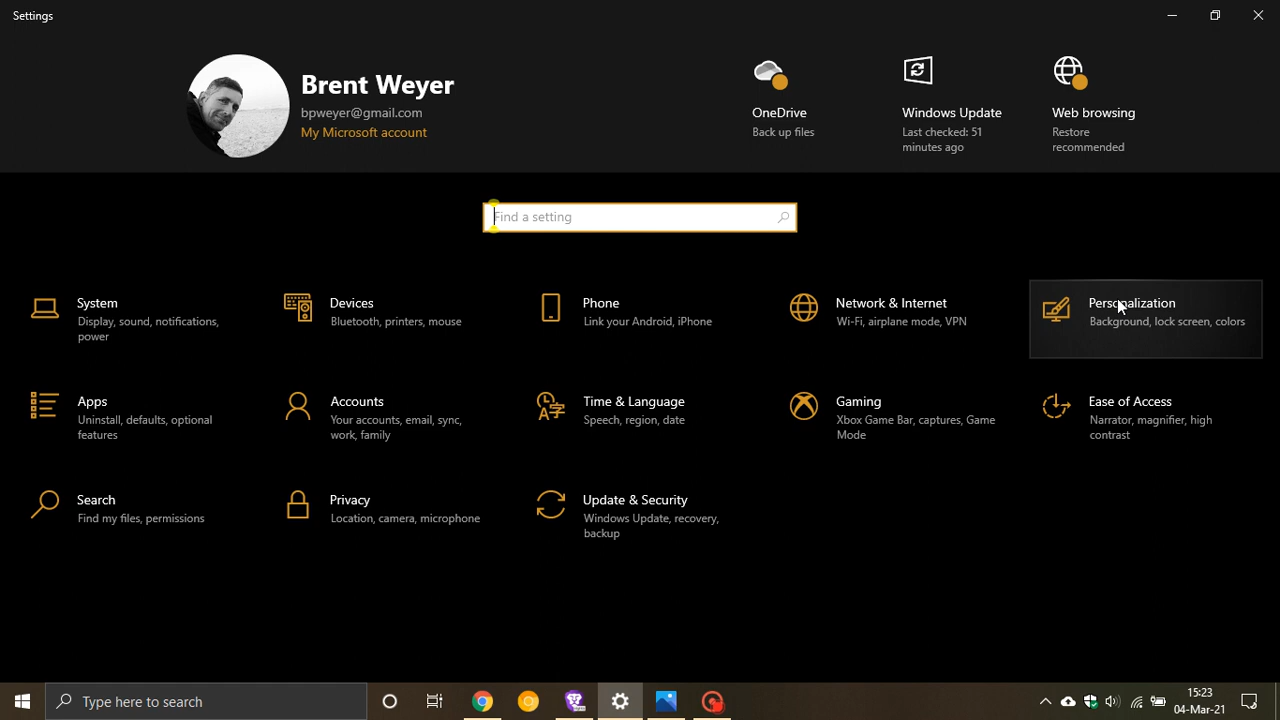 Settings
Brent Weyer
bpweyer@gmail.com
My Microsoft account
OneDrive
Back up files
Windows Update
Last checked: 51
minutes ago
Web browsing
Restore
recommended
Find a setting
System
Display, sound, notifications,
power
Devices
Bluetooth, printers, mouse
Phone
Link your Android, iPhone
Network & Internet
Wi-Fi, airplane mode, VPN
Personalization
Background, lock screen, colors
Apps
Uninstall, defaults, optional
features
Accounts
Your accounts, email, sync,
work, family
Time & Language
Speech, region, date
Gaming
Xbox Game Bar, captures, Game
Mode
Ease of Access
Narrator, magnifier, high
contrast
Search
Find my files, permissions
Privacy
Location, camera, microphone
Update & Security
Windows Update, recovery,
backup
Type here to search
15:23
04-Mar-21